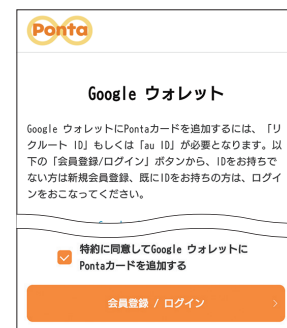 Ponta
Google ウォレット
Google ウォレットにPontaカードを追加するには、「リ
クルート ID」もしくは「au ID」が必要となります。以
下の「会員登録/ログイン」ボタンから、IDをお持ちで
ない方は新規会員登録、既にIDをお持ちの方は、ログイ
ンをおこなってください。
特約に同意してGoogle ウォレットに
Pontaカードを追加する
会員登録 / ログイン